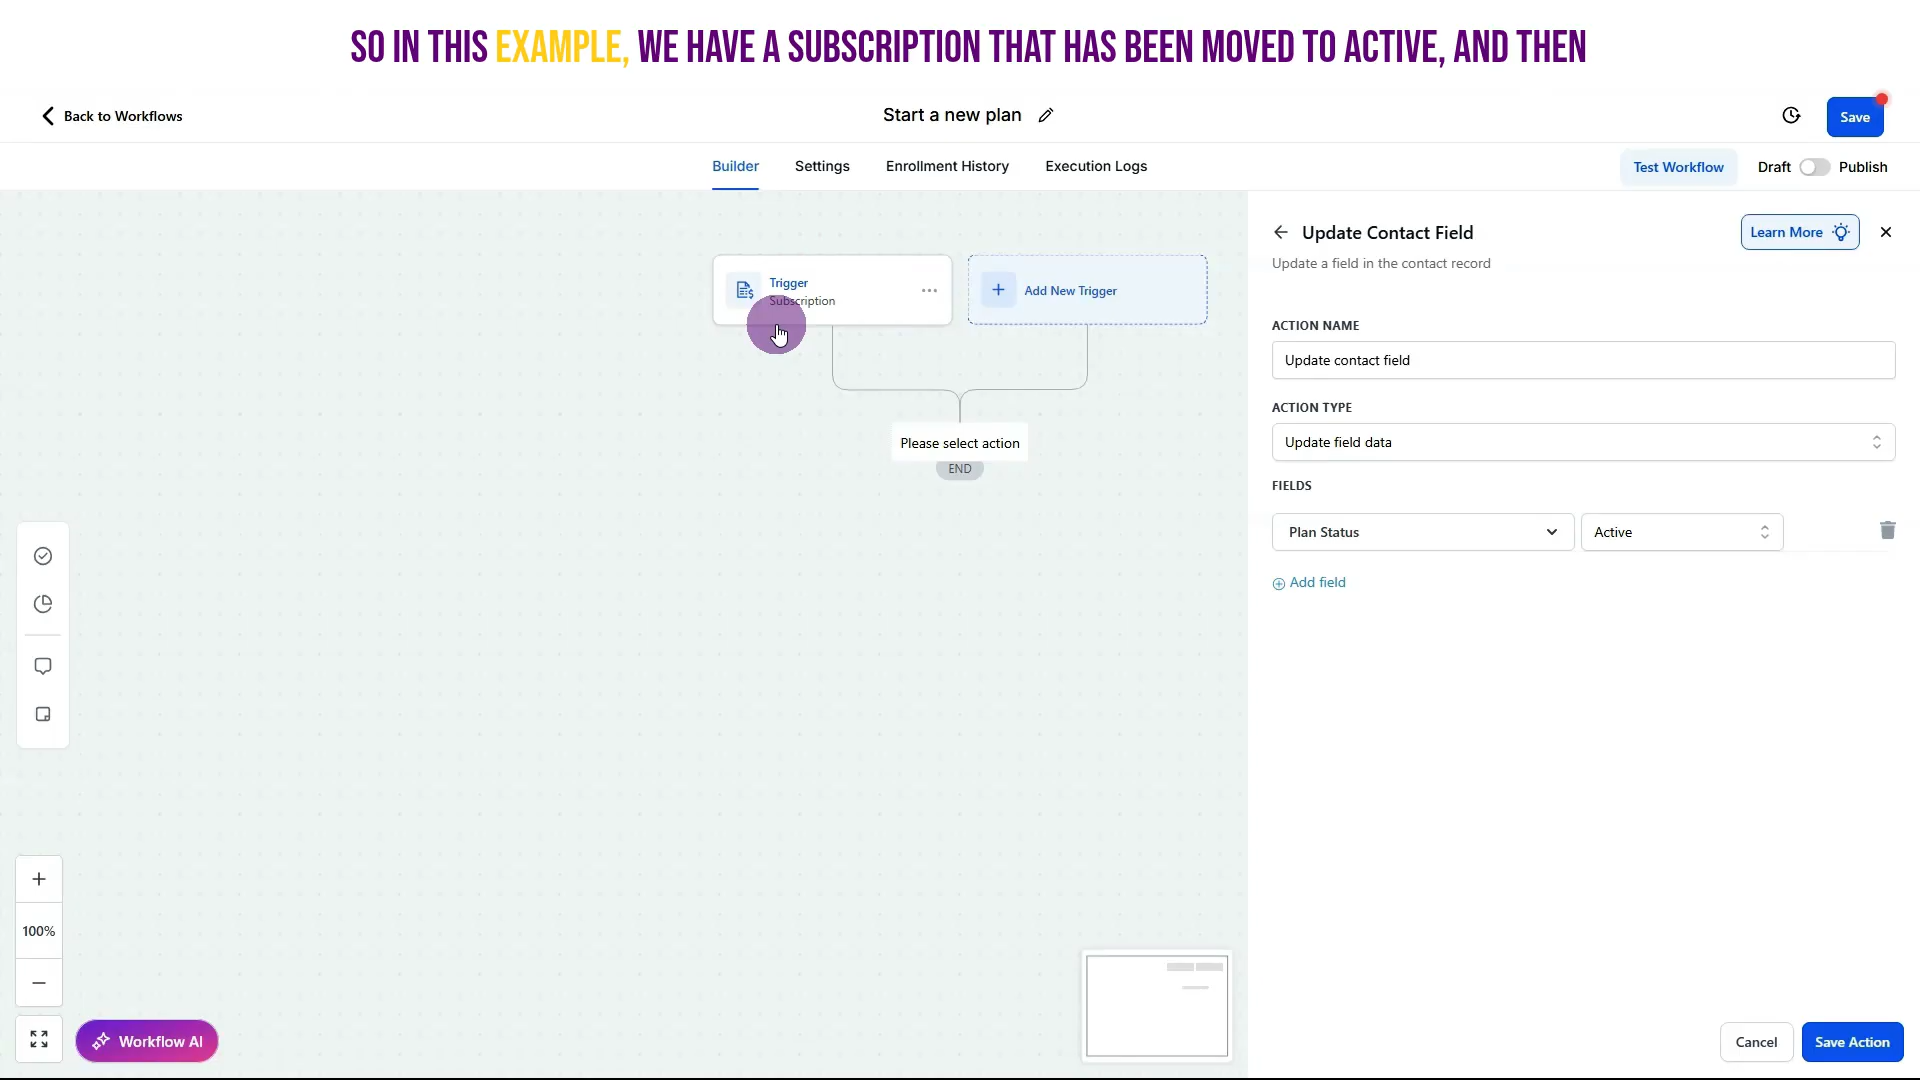 SO IN THIS EXAMPLE, WE HAVE A SUBSCRIPTION THAT HAS BEEN MOVED TO ACTIVE, AND THEN
Back to Workflows
Start a new plan
Save
Builder
Settings
Enrollment History
Execution Logs
Test Workflow
Draft
Publish
Trigger
Subscription
Add New Trigger
Please select action
END
100%
Workflow AI
Update Contact Field
Learn More
Update a field in the contact record
ACTION NAME
Update contact field
ACTION TYPE
Update field data
FIELDS
Plan Status
Active
Add field
Cancel
Save Action